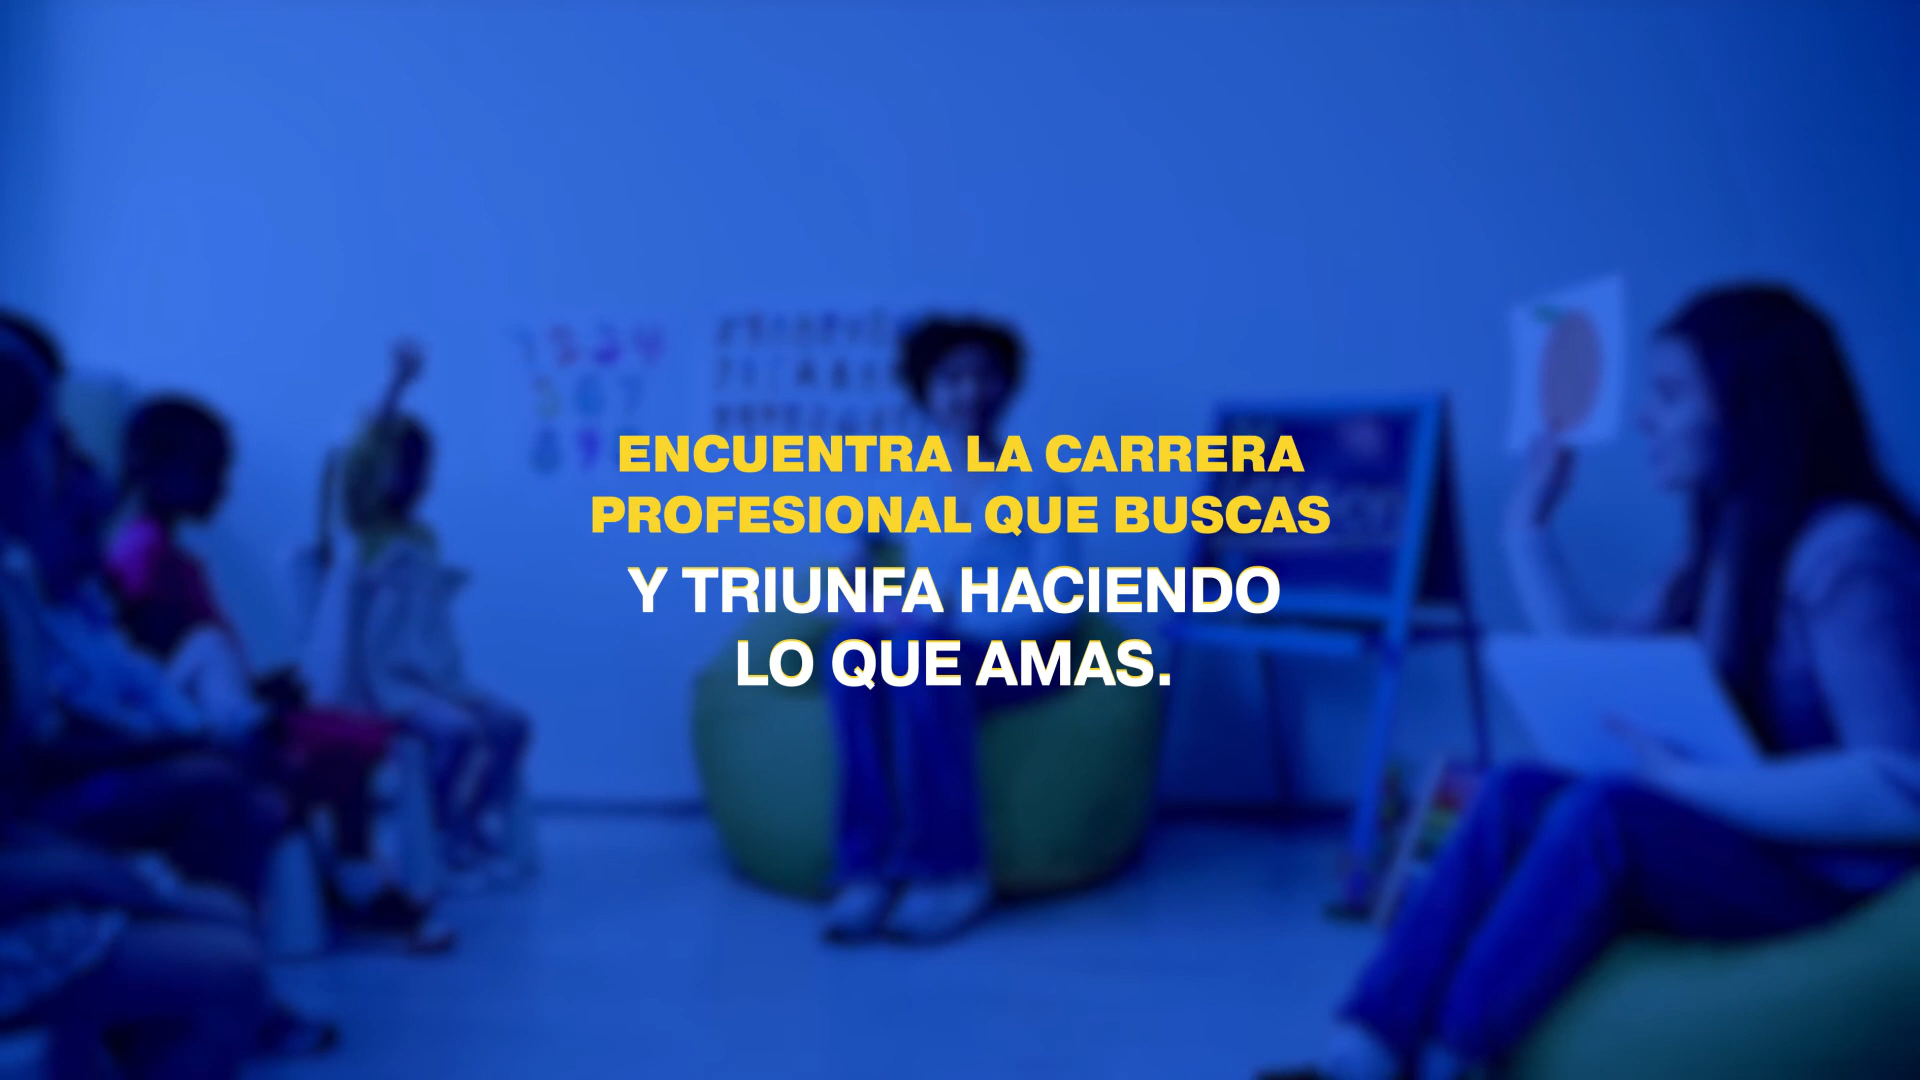 ENCUENTRA LA CARRERA
PROFESIONAL QUE BUSCAS
Y TRIUNFA HACIENDO
LO QUE AMAS.